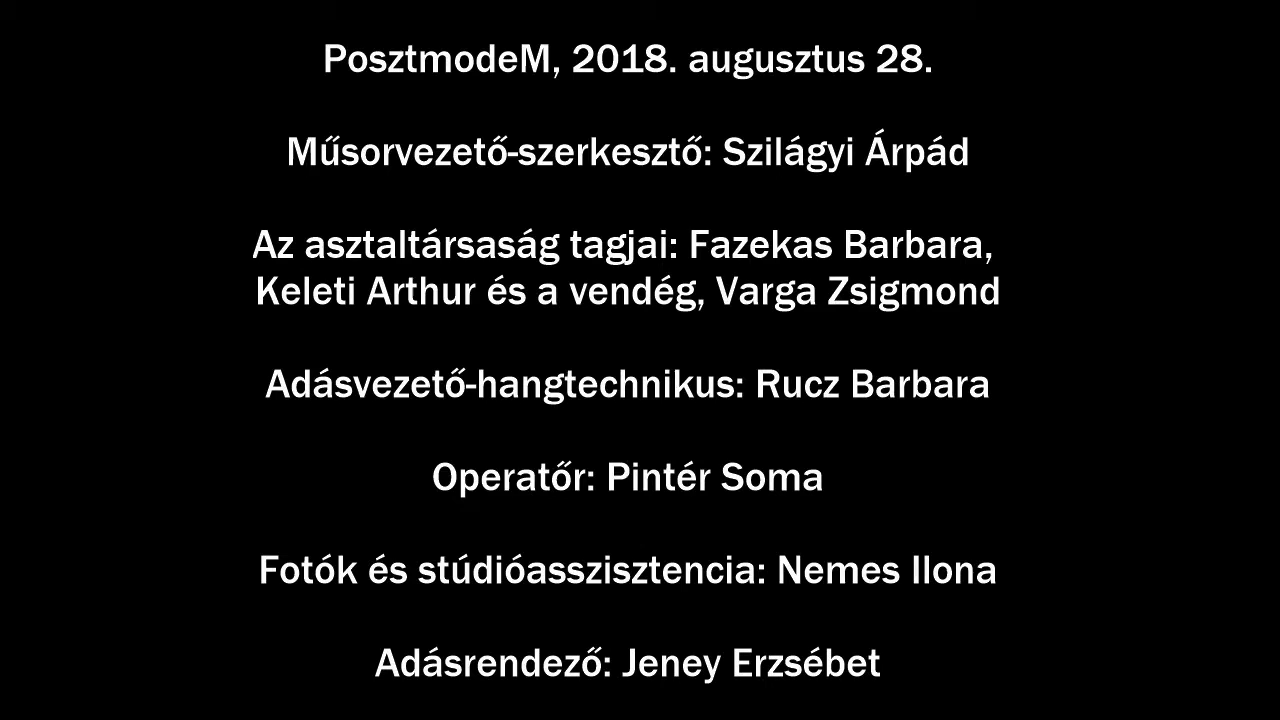 PosztmodeM, 2018. augusztus 28.
Műsorvezető-szerkesztő: Szilágyi Árpád
Az asztaltársaság tagjai: Fazekas Barbara,
Keleti Arthur és a vendég, Varga Zsigmond
Adásvezető-hangtechnikus: Rucz Barbara
Operatőr: Pintér Soma
Fotók és stúdióasszisztencia: Nemes Ilona
Adásrendező: Jeney Erzsébet